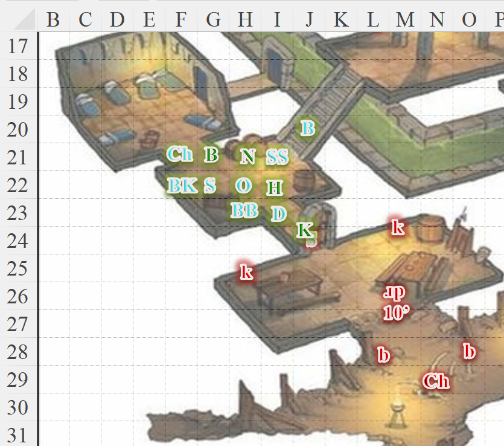 B C D E F G H I J K L M N O P
17
18
19
20 B
21 Ch B N SS
22 BK S O H
23 BB D
24 K k
25 k
26
10’
27
28 b b
29 Ch
30
31